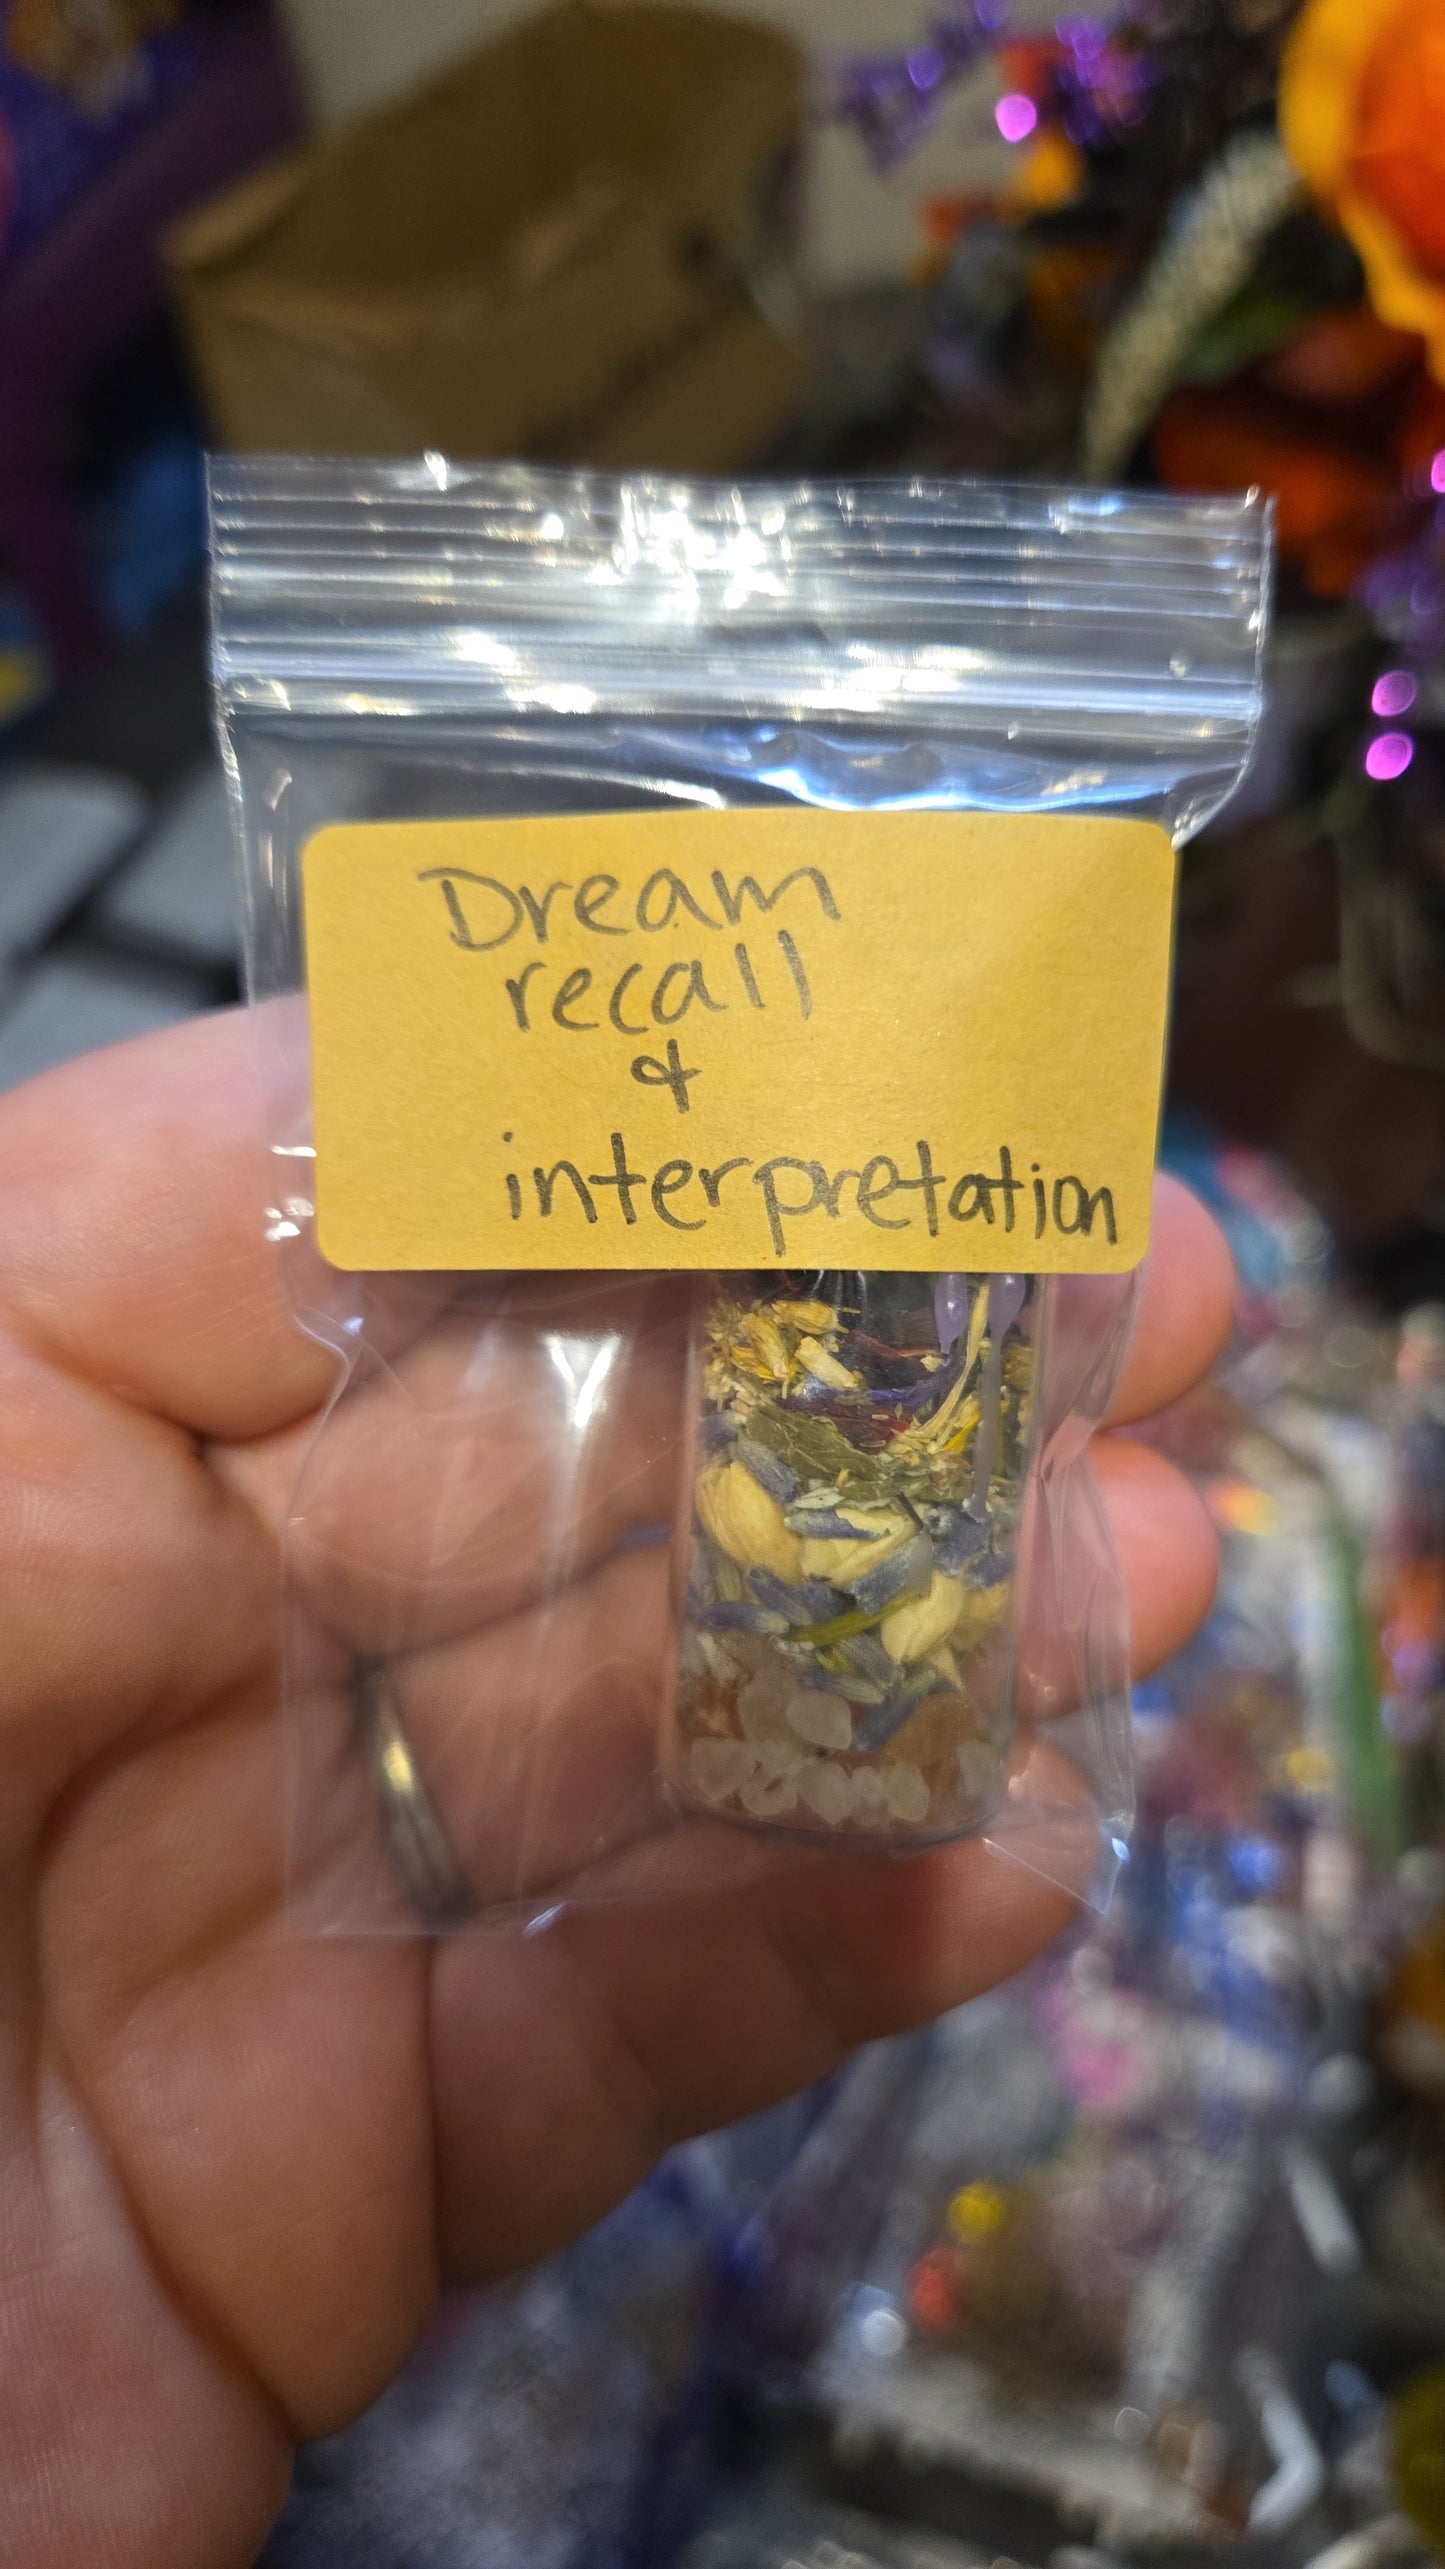 Dream
recall
&
interpretation